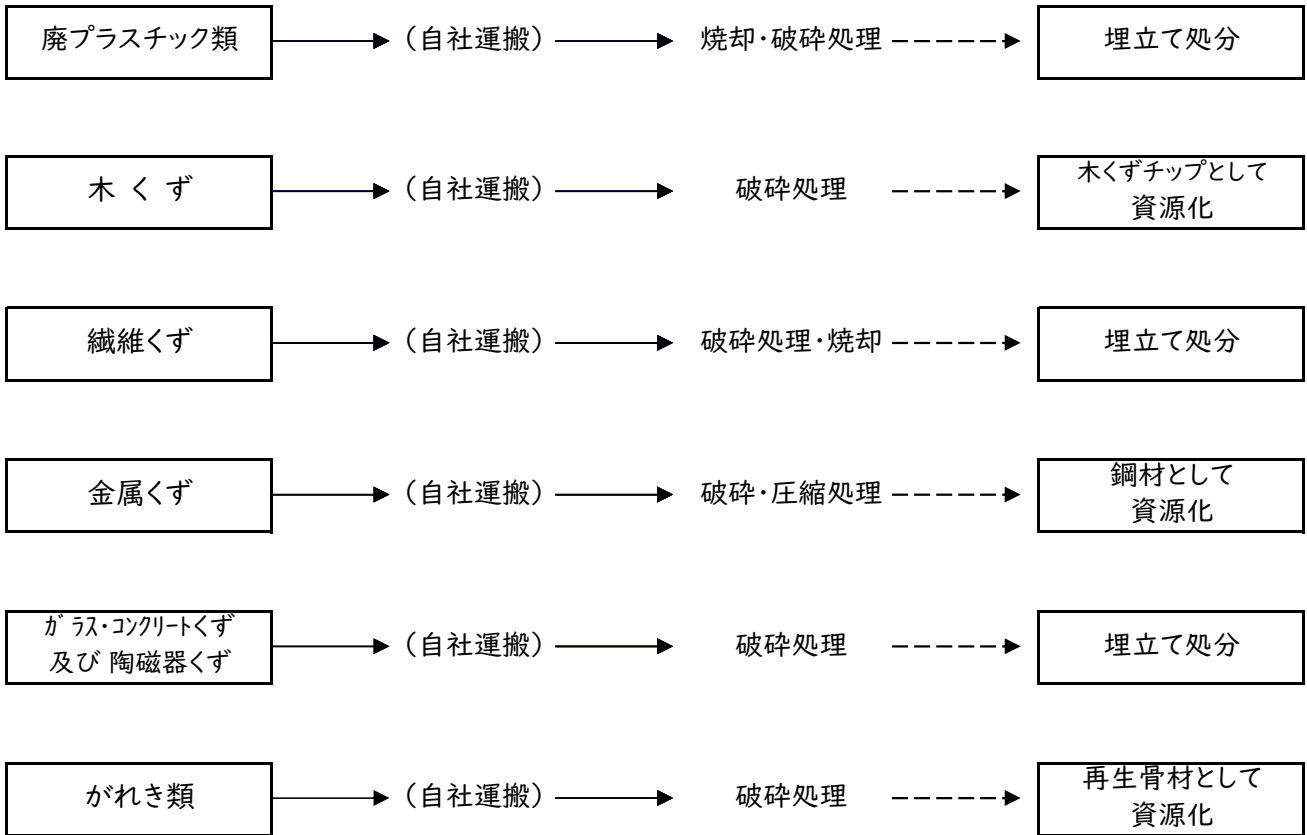 廃プラスチック類 (自社運搬) 焼却・破砕処理 埋立て処分
木 く ず (自社運搬) 破砕処理 木くずチップとして
資源化
繊維くず (自社運搬) 破砕処理・焼却 埋立て処分
金属くず (自社運搬) 破砕・圧縮処理 鋼材として
資源化
ガラス・コンクリートくず
及び 陶磁器くず (自社運搬) 破砕処理 埋立て処分
がれき類 (自社運搬) 破砕処理 再生骨材として
資源化